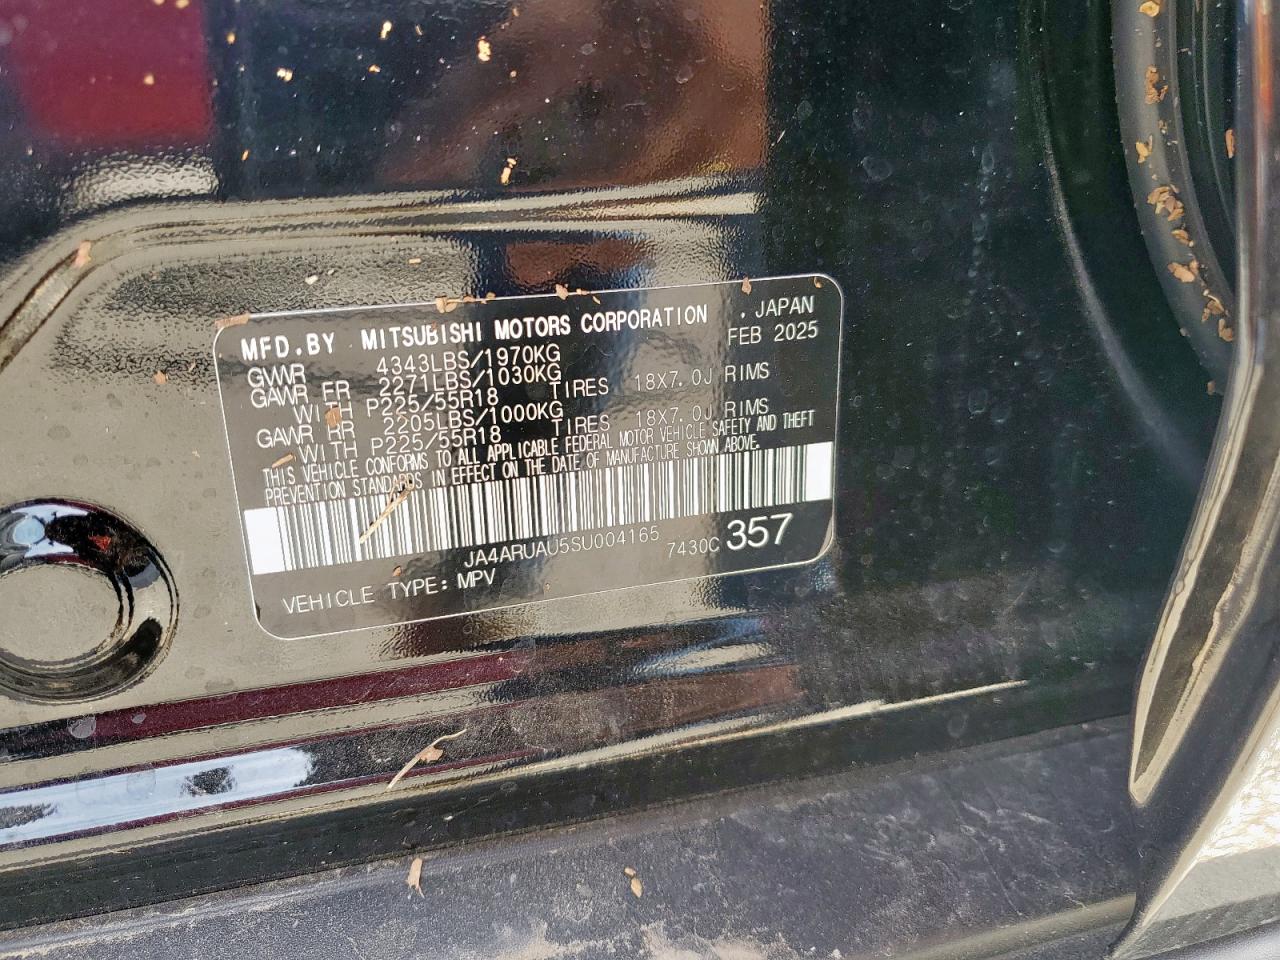 MFD.BY MITSUBISHI MOTORS CORPORATION . JAPAN
FEB 2025
GVWR 4343LBS/1970KG
GAWR FR 2271LBS/1030KG
WITH P225/55R18 TIRES 18X7.0J RIMS
GAWR RR 2205LBS/1000KG
WITH P225/55R18 TIRES 18X7.0J RIMS
THIS VEHICLE CONFORMS TO ALL APPLICABLE FEDERAL MOTOR VEHICLE SAFETY AND THEFT
PREVENTION STANDARDS IN EFFECT ON THE DATE OF MANUFACTURE SHOWN ABOVE.
JA4ARUAU5SU004165 7430C 357
VEHICLE TYPE: MPV